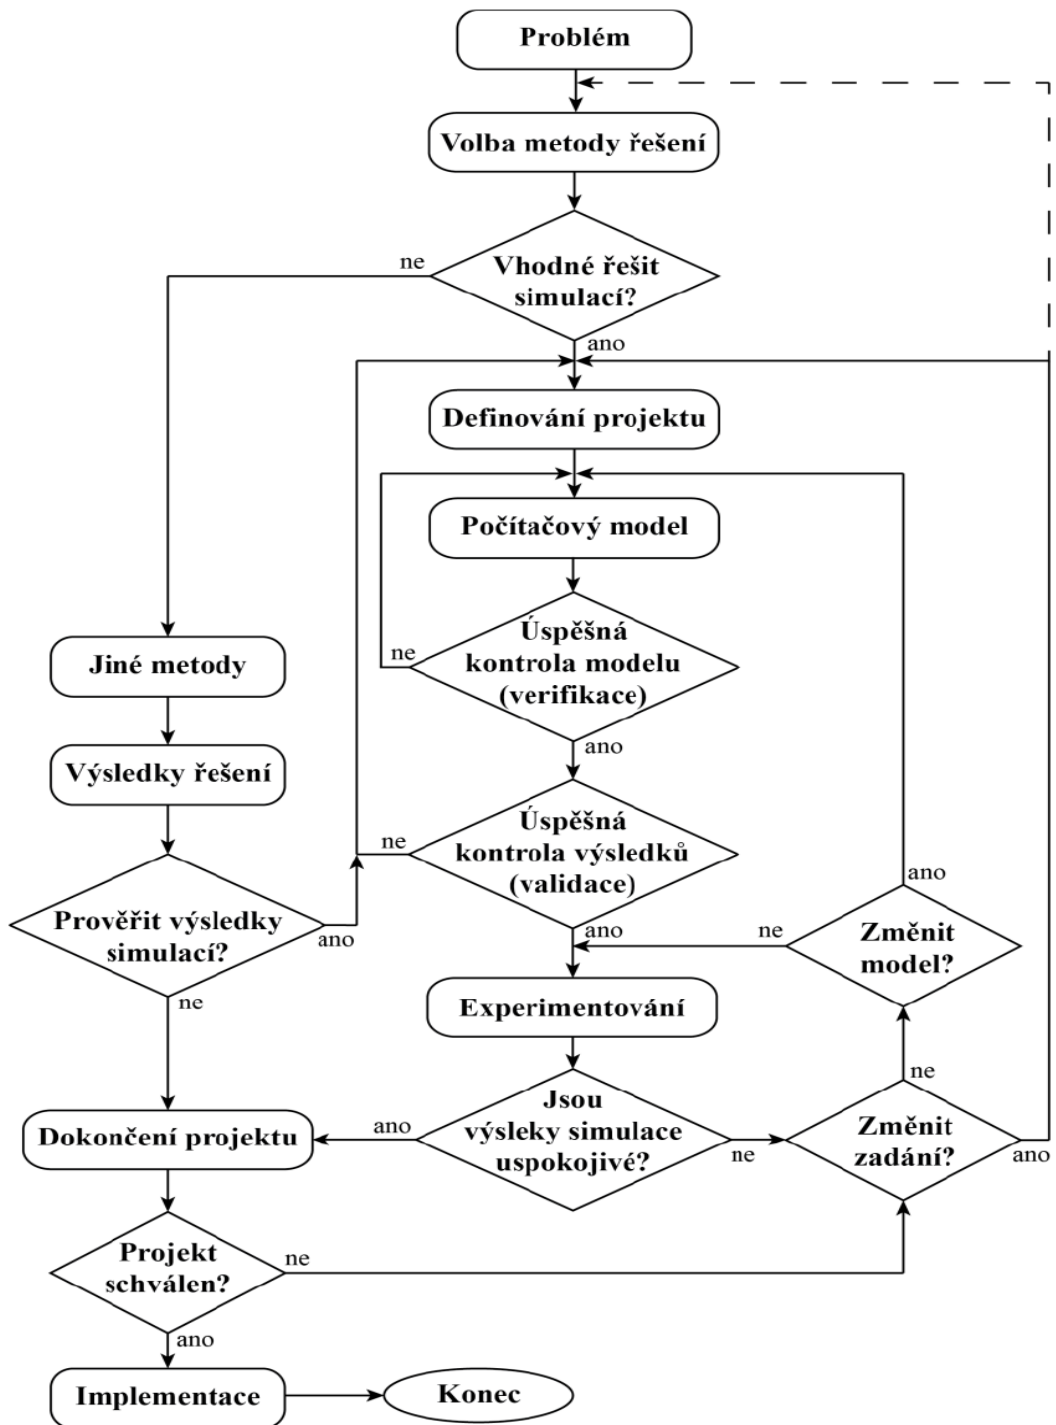 Problém
Volba metody řešení
ne
Vhodné řešit
simulací?
ano
Definování projektu
Počítačový model
Úspěšná
ne
kontrola modelu
(verifikace)
Jiné metody
ano
Výsledky řešení
Úspěšná
ne
kontrola výsledků
(validace)
ano
Prověřit výsledky
simulací?
ano
ano
ne
Změnit
model?
ne
Experimentování
ne
Jsou
výsleky simulace
uspokojivé?
ano
ne
Změnit
zadání?
ano
Dokončení projektu
Projekt
schválen?
ne
ano
Implementace
Konec